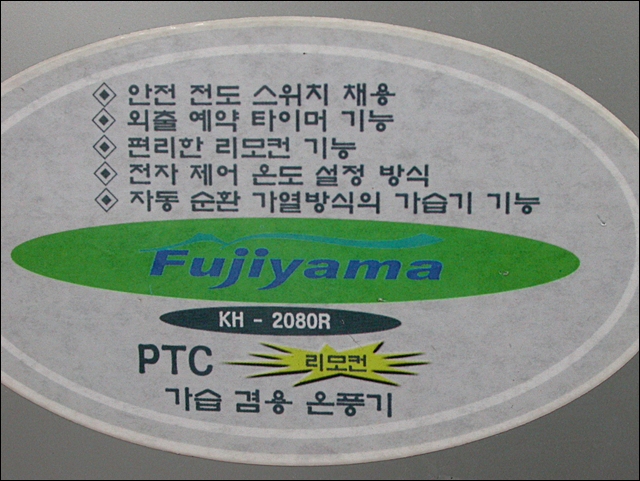 ◈ 안전 전도 스위치 채용
◈ 외출 예약 타이머 기능
◈ 편리한 리모컨 기능
◈ 전자 제어 온도 설정 방식
◈ 자동 순환 가열방식의 가습기 기능
Fujiyama
KH - 2080R
PTC 리모컨
가습 겸용 온풍기